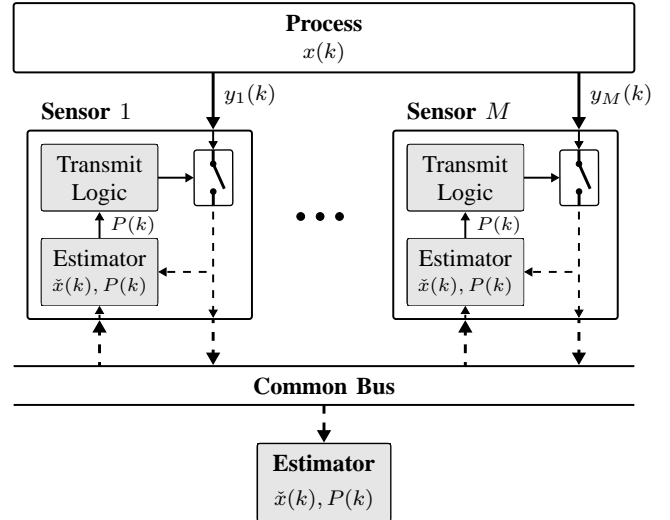 Process
x(k)
y₁(k)
y_M(k)
Sensor 1
Sensor M
Transmit
Logic
Transmit
Logic
P(k)
P(k)
Estimator
x̌(k), P(k)
Estimator
x̌(k), P(k)
Common Bus
Estimator
x̌(k), P(k)